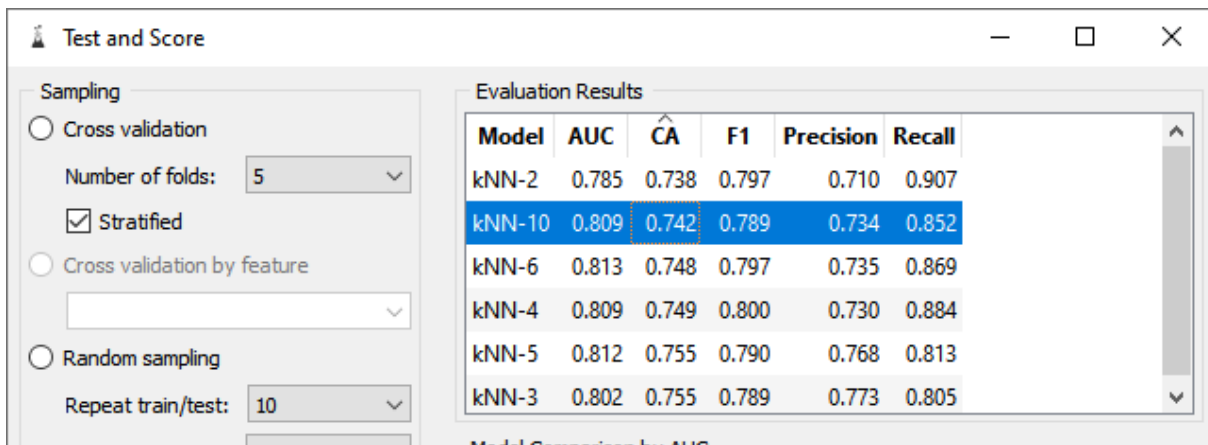 Test and Score
Sampling
Cross validation
Number of folds: 5
Stratified
Cross validation by feature
Random sampling
Repeat train/test: 10
Evaluation Results
Model AUC CA F1 Precision Recall
kNN-2 0.785 0.738 0.797 0.710 0.907
kNN-10 0.809 0.742 0.789 0.734 0.852
kNN-6 0.813 0.748 0.797 0.735 0.869
kNN-4 0.809 0.749 0.800 0.730 0.884
kNN-5 0.812 0.755 0.790 0.768 0.813
kNN-3 0.802 0.755 0.789 0.773 0.805
Model Comparison by AUC